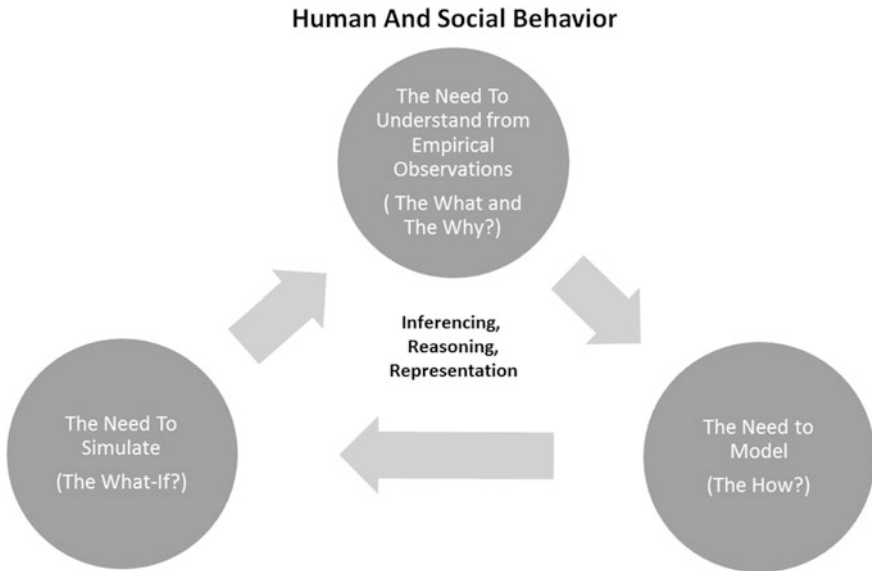 Human And Social Behavior
The Need To
Understand from
Empirical
Observations
( The What and
The Why?)
Inferencing,
Reasoning,
Representation
The Need To
Simulate
(The What-If?)
The Need to
Model
(The How?)